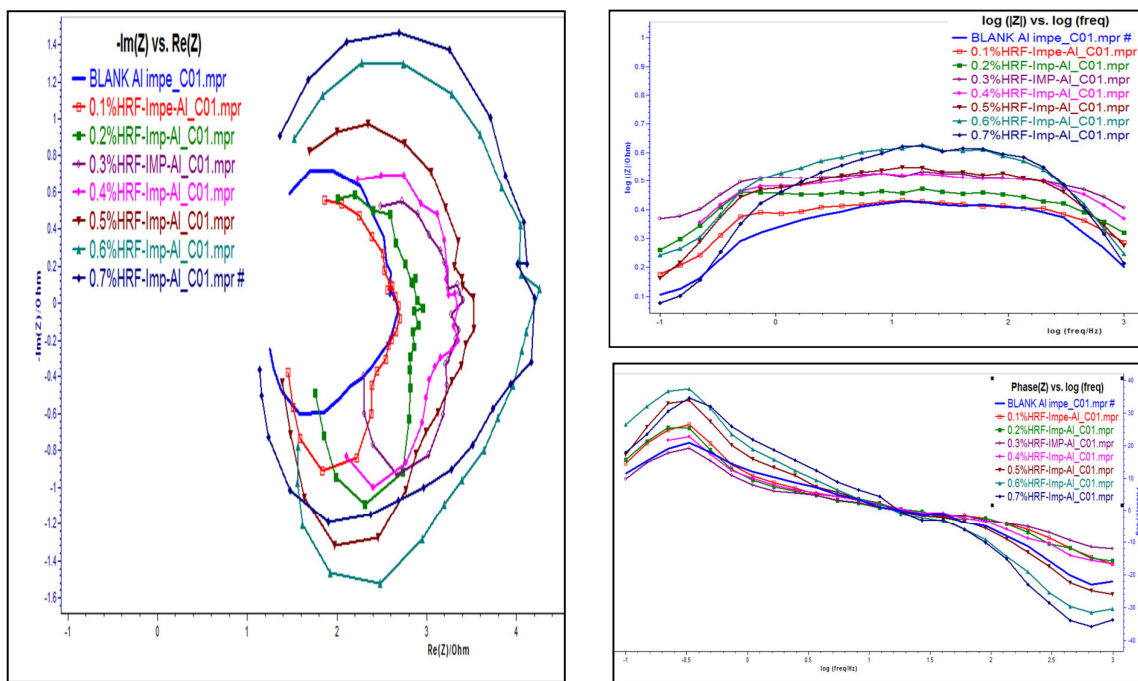 -Im(Z) vs. Re(Z)
BLANK Al impe_C01.mpr
0.1%HRF-Impe-Al_C01.mpr
0.2%HRF-Imp-Al_C01.mpr
0.3%HRF-IMP-Al_C01.mpr
0.4%HRF-Imp-Al_C01.mpr
0.5%HRF-Imp-Al_C01.mpr
0.6%HRF-Imp-Al_C01.mpr
0.7%HRF-Imp-Al_C01.mpr #
-Im(Z)/Ohm
1.4
1.2
1
0.8
0.6
0.4
0.2
0
-0.2
-0.4
-0.6
-0.8
-1
-1.2
-1.4
-1.6
-1
0
1
2
3
4
Re(Z)/Ohm
log (|Z|) vs. log (freq)
BLANK Al impe_C01.mpr #
0.1%HRF-Impe-Al_C01.mpr
0.2%HRF-Imp-Al_C01.mpr
0.3%HRF-IMP-Al_C01.mpr
0.4%HRF-Imp-Al_C01.mpr
0.5%HRF-Imp-Al_C01.mpr
0.6%HRF-Imp-Al_C01.mpr
0.7%HRF-Imp-Al_C01.mpr
log (|Z|/Ohm)
1
0.9
0.8
0.7
0.6
0.5
0.4
0.3
0.2
0.1
-1
0
1
2
3
log (freq/Hz)
Phase(Z) vs. log (freq)
BLANK Al impe_C01.mpr #
0.1%HRF-Impe-Al_C01.mpr
0.2%HRF-Imp-Al_C01.mpr
0.3%HRF-IMP-Al_C01.mpr
0.4%HRF-Imp-Al_C01.mpr
0.5%HRF-Imp-Al_C01.mpr
0.6%HRF-Imp-Al_C01.mpr
0.7%HRF-Imp-Al_C01.mpr
40
30
20
10
0
-10
-20
-30
-40
-1
-0.5
0
0.5
1
1.5
2
2.5
3
log (freq/Hz)